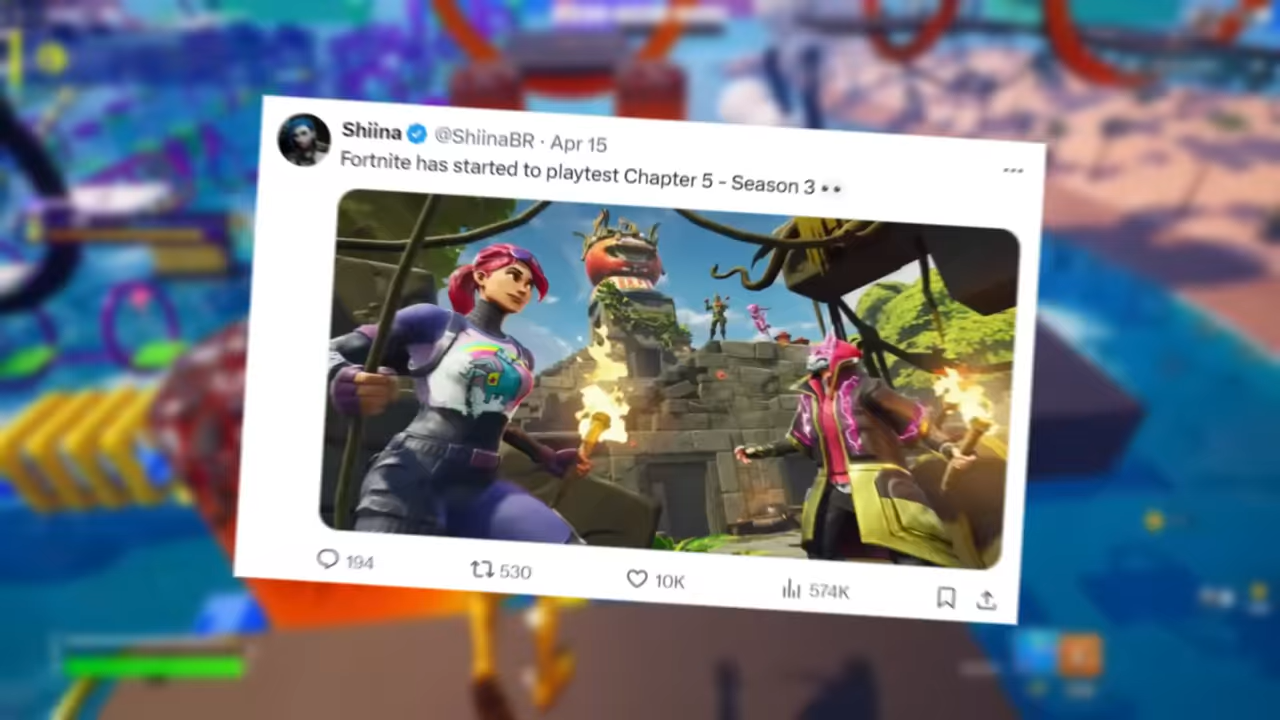 Shiina @ShiinaBR · Apr 15
Fortnite has started to playtest Chapter 5 - Season 3 👀
194 530 10K 574K